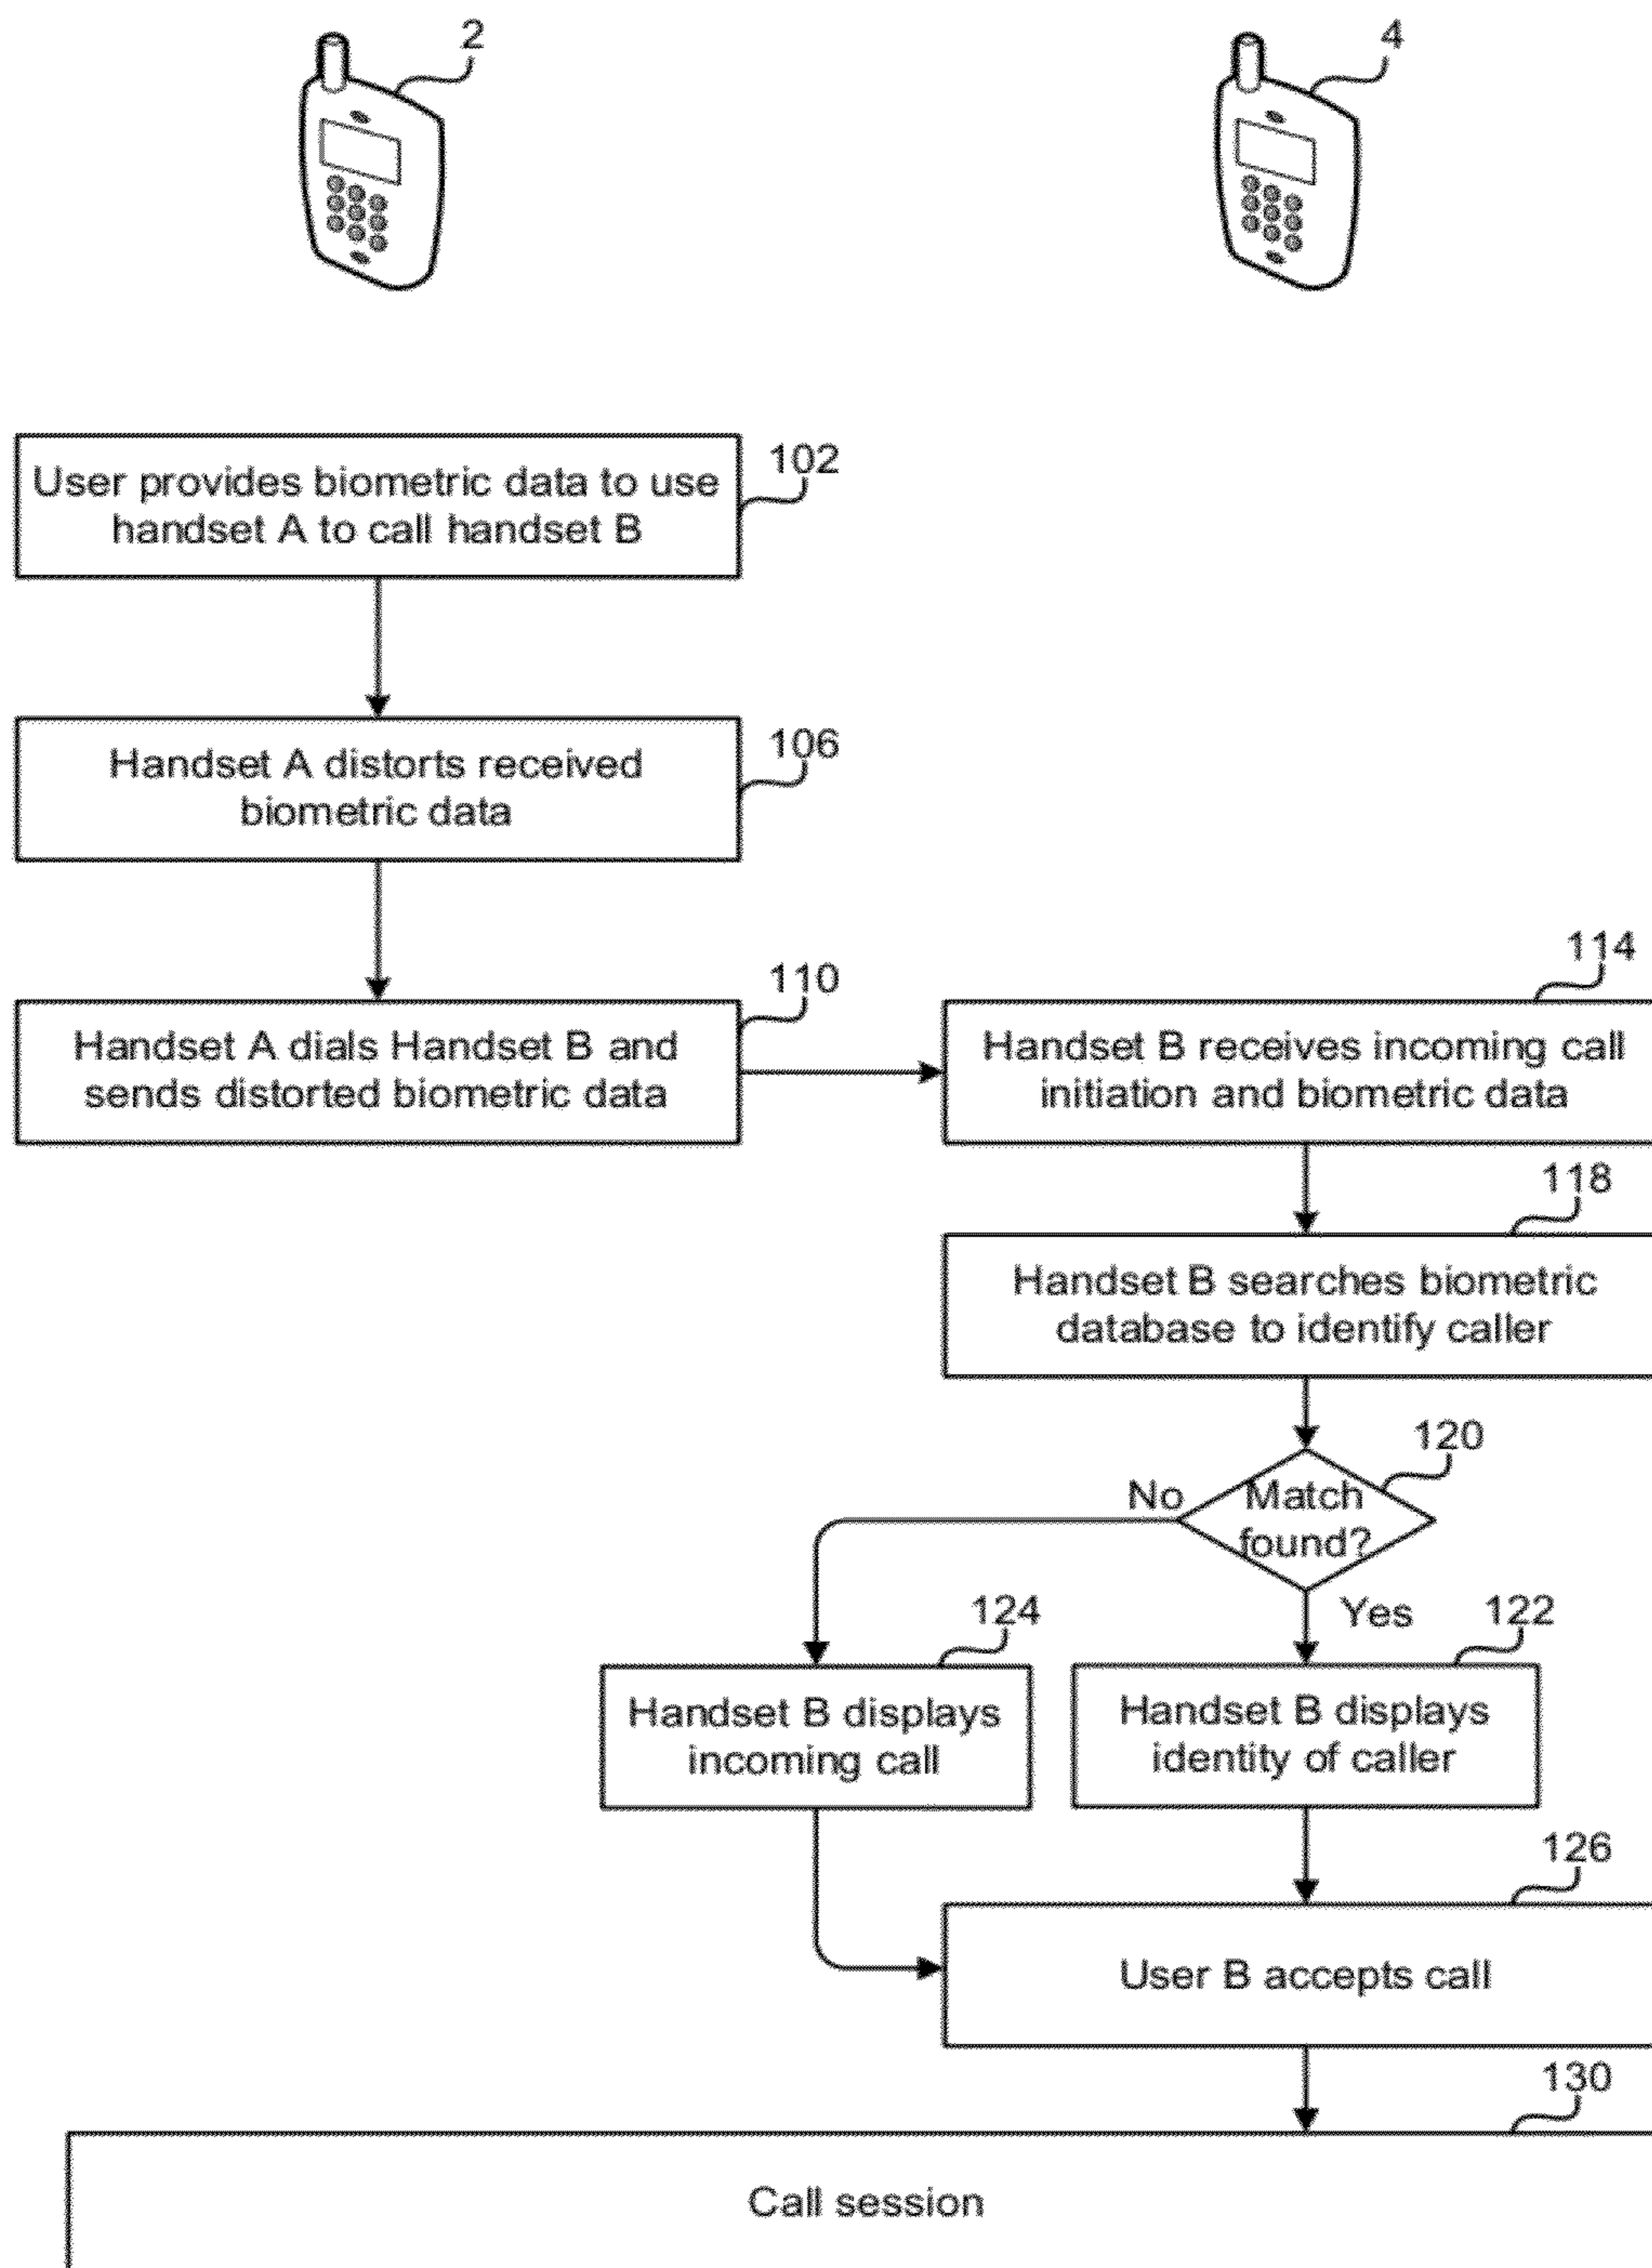 2
4
User provides biometric data to use
handset A to call handset B
102
Handset A distorts received
biometric data
106
Handset A dials Handset B and
sends distorted biometric data
110
Handset B receives incoming call
initiation and biometric data
114
Handset B searches biometric
database to identify caller
118
Match
found?
120
No
Yes
Handset B displays
incoming call
124
Handset B displays
identity of caller
122
User B accepts call
126
Call session
130